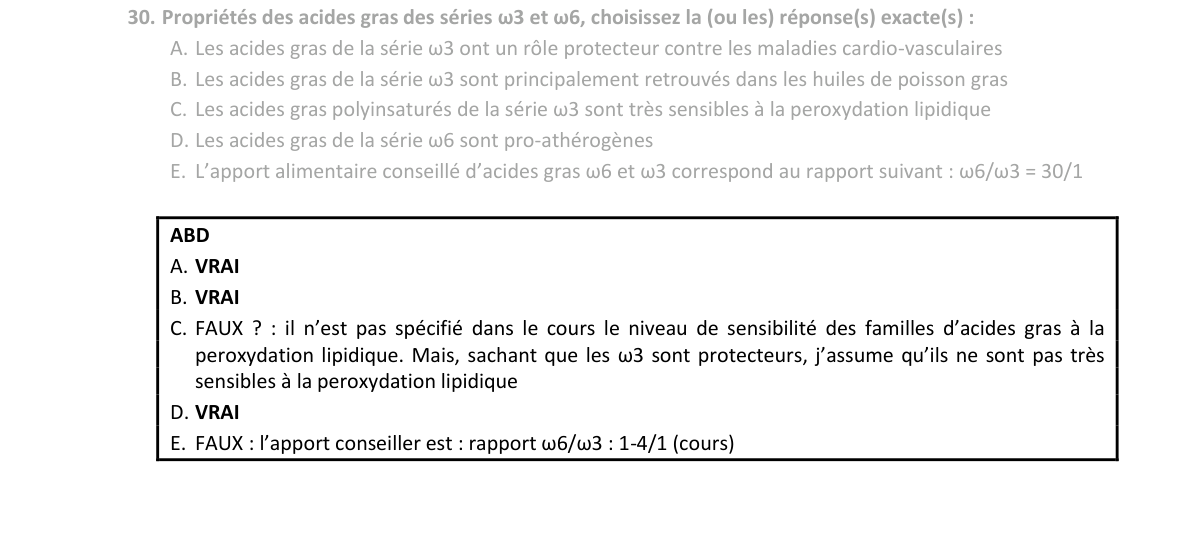 30. Propriétés des acides gras des séries ω3 et ω6, choisissez la (ou les) réponse(s) exacte(s) :
A. Les acides gras de la série ω3 ont un rôle protecteur contre les maladies cardio-vasculaires
B. Les acides gras de la série ω3 sont principalement retrouvés dans les huiles de poisson gras
C. Les acides gras polyinsaturés de la série ω3 sont très sensibles à la peroxydation lipidique
D. Les acides gras de la série ω6 sont pro-athérogènes
E. L’apport alimentaire conseillé d’acides gras ω6 et ω3 correspond au rapport suivant : ω6/ω3 = 30/1
ABD
A. VRAI
B. VRAI
C. FAUX ? : il n’est pas spécifié dans le cours le niveau de sensibilité des familles d’acides gras à la
peroxydation lipidique. Mais, sachant que les ω3 sont protecteurs, j’assume qu’ils ne sont pas très
sensibles à la peroxydation lipidique
D. VRAI
E. FAUX : l’apport conseiller est : rapport ω6/ω3 : 1-4/1 (cours)